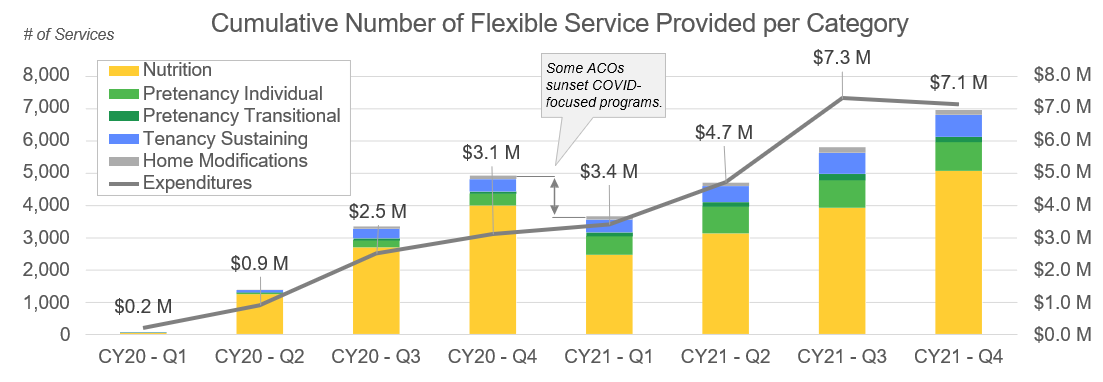 Cumulative Number of Flexible Service Provided per Category
# of Services
Nutrition
Pretenancy Individual
Pretenancy Transitional
Tenancy Sustaining
Home Modifications
Expenditures
Some ACOs
sunset COVID-
focused programs.
8,000
7,000
6,000
5,000
4,000
3,000
2,000
1,000
0
$0.2 M
$0.9 M
$2.5 M
$3.1 M
$3.4 M
$4.7 M
$7.3 M
$7.1 M
$8.0 M
$7.0 M
$6.0 M
$5.0 M
$4.0 M
$3.0 M
$2.0 M
$1.0 M
$0.0 M
CY20 - Q1
CY20 - Q2
CY20 - Q3
CY20 - Q4
CY21 - Q1
CY21 - Q2
CY21 - Q3
CY21 - Q4